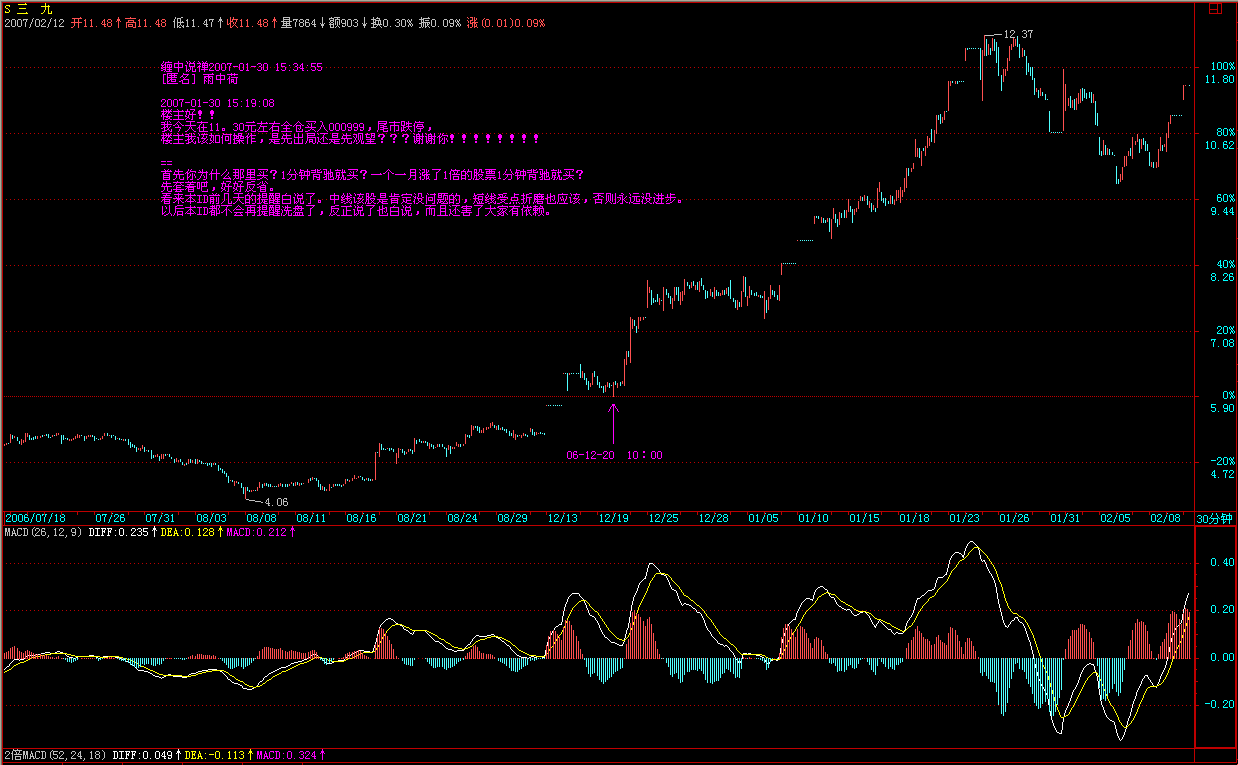 S 三 九
2007/02/12 开11.48↑高11.48 低11.47↑收11.48↑量7864↓额903↓换0.30% 振0.09% 涨(0.01)0.09%
12.37
缠中说禅2007-01-30 15:34:55
[匿名] 雨中荷
2007-01-30 15:19:08
楼主好！！
我今天在11。30元左右全仓买入000999，尾市跌停，
楼主我该如何操作，是先出局还是先观望？？？谢谢你！！！！！！！！
==
首先你为什么那里买？1分钟背驰就买？一个一月涨了1倍的股票1分钟背驰就买？
先套着吧，好好反省。
看来本ID前几天的提醒白说了。中线该股是肯定没问题的，短线受点折磨也应该，否则永远没进步。
以后本ID都不会再提醒洗盘了，反正说了也白说，而且还害了大家有依赖。
100%
11.80
80%
10.62
60%
9.44
40%
8.26
20%
7.08
0%
5.90
-20%
4.72
06-12-20 10：00
4.06
2006/07/18 07/26 07/31 08/03 08/08 08/11 08/16 08/21 08/24 08/29 12/13 12/19 12/25 12/28 01/05 01/10 01/15 01/18 01/23 01/26 01/31 02/05 02/08 30分钟
MACD(26,12,9) DIFF:0.235↑DEA:0.128↑MACD:0.212↑
0.40
0.20
0.00
-0.20
2倍MACD(52,24,18) DIFF:0.049↑DEA:-0.113↑MACD:0.324↑